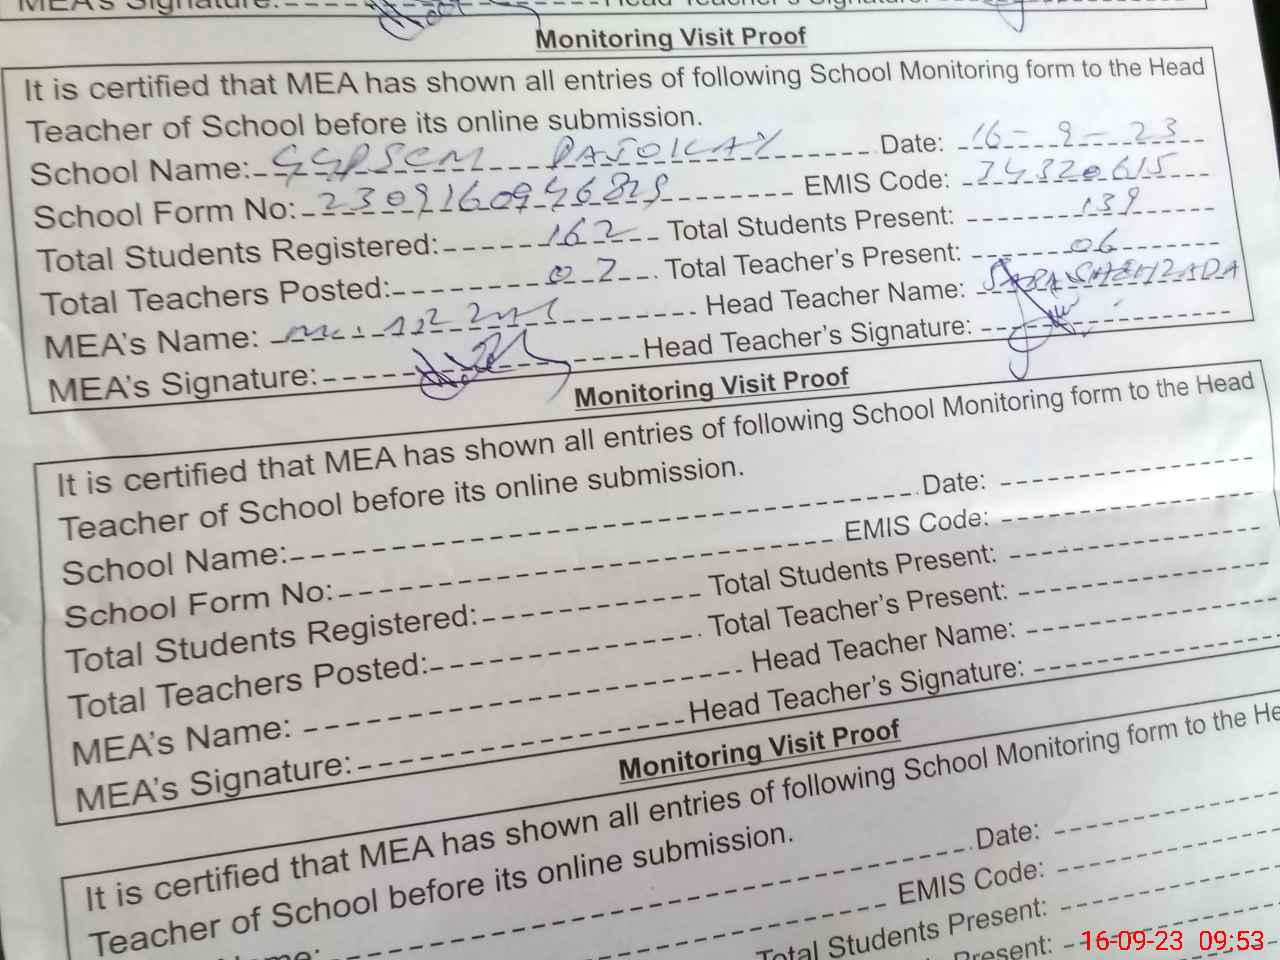 MEA's Signature: Head Teacher's Signature:
Monitoring Visit Proof
It is certified that MEA has shown all entries of following School Monitoring form to the Head
Teacher of School before its online submission.
School Name: Date: 16-9-23
School Form No: EMIS Code: 34320615
Total Students Registered: 162 Total Students Present: 139
Total Teachers Posted: 07 Total Teacher's Present: 06
MEA's Name: Head Teacher Name:
MEA's Signature: Head Teacher's Signature:
Monitoring Visit Proof
It is certified that MEA has shown all entries of following School Monitoring form to the Head
Teacher of School before its online submission.
School Name: Date:
School Form No: EMIS Code:
Total Students Registered: Total Students Present:
Total Teachers Posted: Total Teacher's Present:
MEA's Name: Head Teacher Name:
MEA's Signature: Head Teacher's Signature:
Monitoring Visit Proof
It is certified that MEA has shown all entries of following School Monitoring form to the He
Teacher of School before its online submission.
Date:
EMIS Code:
Total Students Present:
Present:
16-09-23 09:53